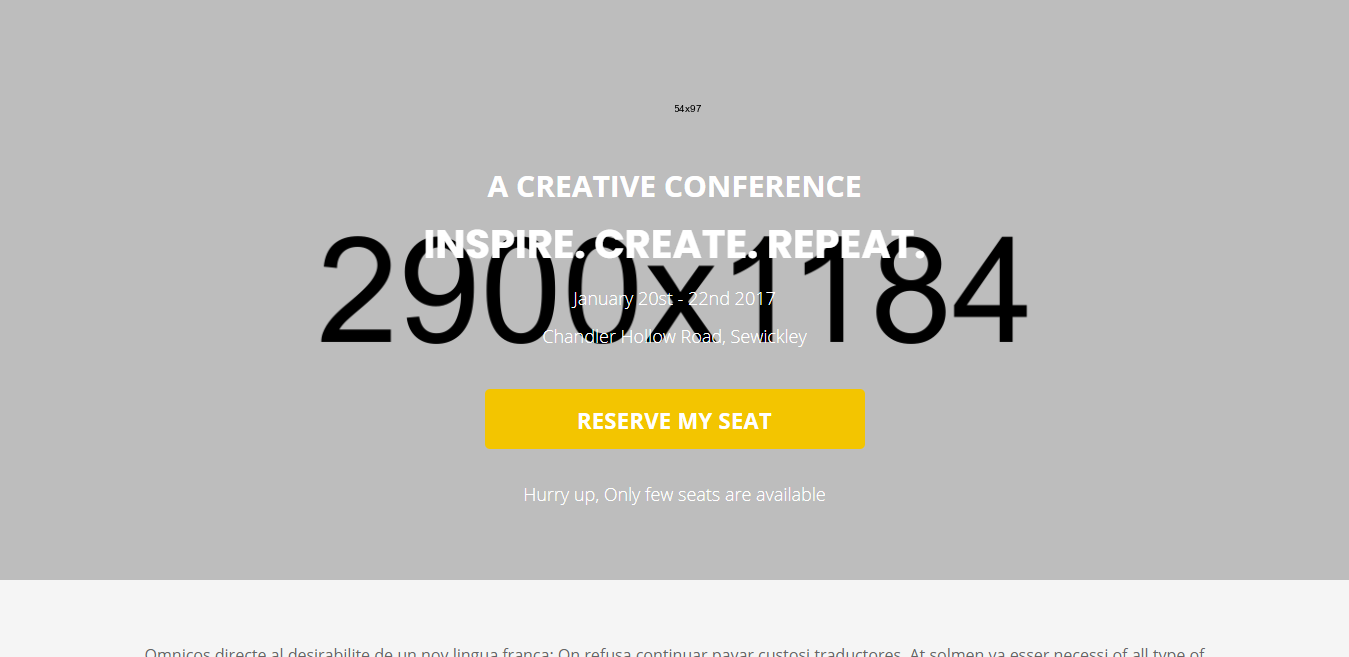 54x97
A CREATIVE CONFERENCE
INSPIRE. CREATE. REPEAT.
2900x1184
January 20st - 22nd 2017
Chandler Hollow Road, Sewickley
RESERVE MY SEAT
Hurry up, Only few seats are available
Omnicos directe al desirabilite de un nov lingua franca: On refusa continuar payar custosi traductores. At solmen va esser necessi of all type of